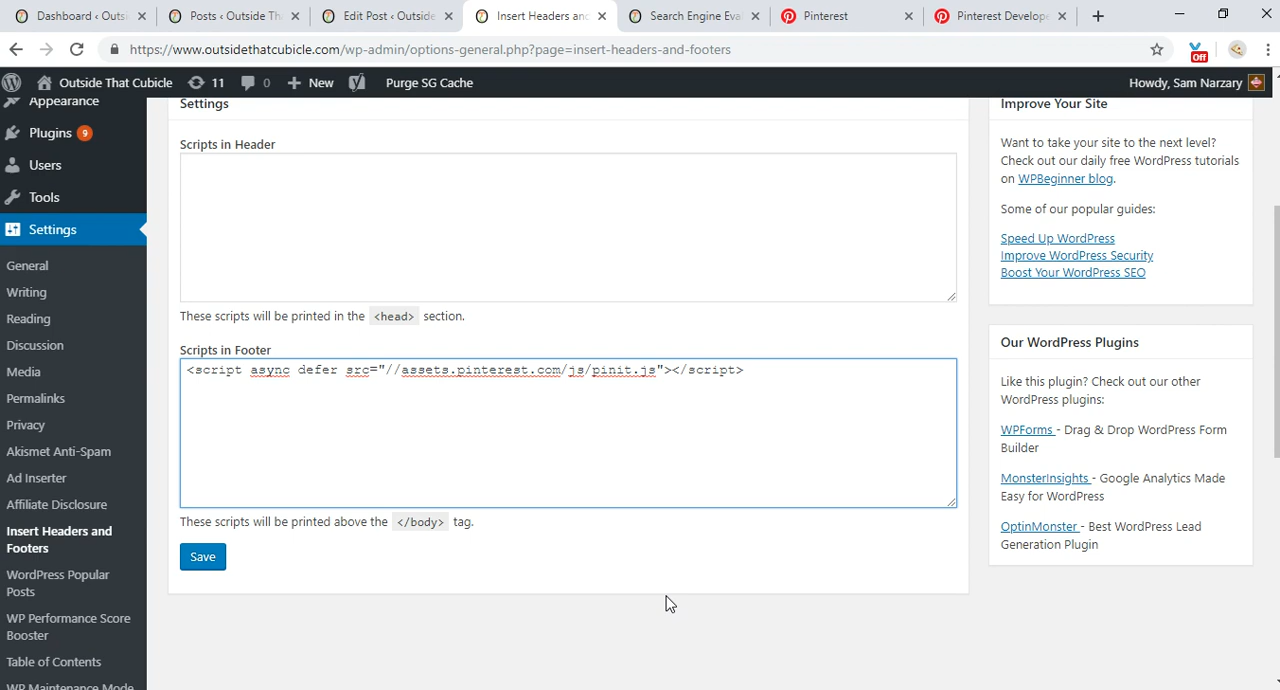 Dashboard ‹ Outsi
Posts ‹ Outside Th
Edit Post ‹ Outside
Insert Headers and
Search Engine Eva
Pinterest
Pinterest Develope
https://www.outsidethatcubicle.com/wp-admin/options-general.php?page=insert-headers-and-footers
Off
Outside That Cubicle
11
0
New
Purge SG Cache
Howdy, Sam Narzary
Appearance
Plugins 9
Users
Tools
Settings
General
Writing
Reading
Discussion
Media
Permalinks
Privacy
Akismet Anti-Spam
Ad Inserter
Affiliate Disclosure
Insert Headers and
Footers
WordPress Popular
Posts
WP Performance Score
Booster
Table of Contents
WP Maintenance Mode
Settings
Scripts in Header
These scripts will be printed in the <head> section.
Scripts in Footer
<script async defer src="//assets.pinterest.com/js/pinit.js"></script>
These scripts will be printed above the </body> tag.
Save
Improve Your Site
Want to take your site to the next level?
Check out our daily free WordPress tutorials
on WPBeginner blog.
Some of our popular guides:
Speed Up WordPress
Improve WordPress Security
Boost Your WordPress SEO
Our WordPress Plugins
Like this plugin? Check out our other
WordPress plugins:
WPForms - Drag & Drop WordPress Form
Builder
MonsterInsights - Google Analytics Made
Easy for WordPress
OptinMonster - Best WordPress Lead
Generation Plugin